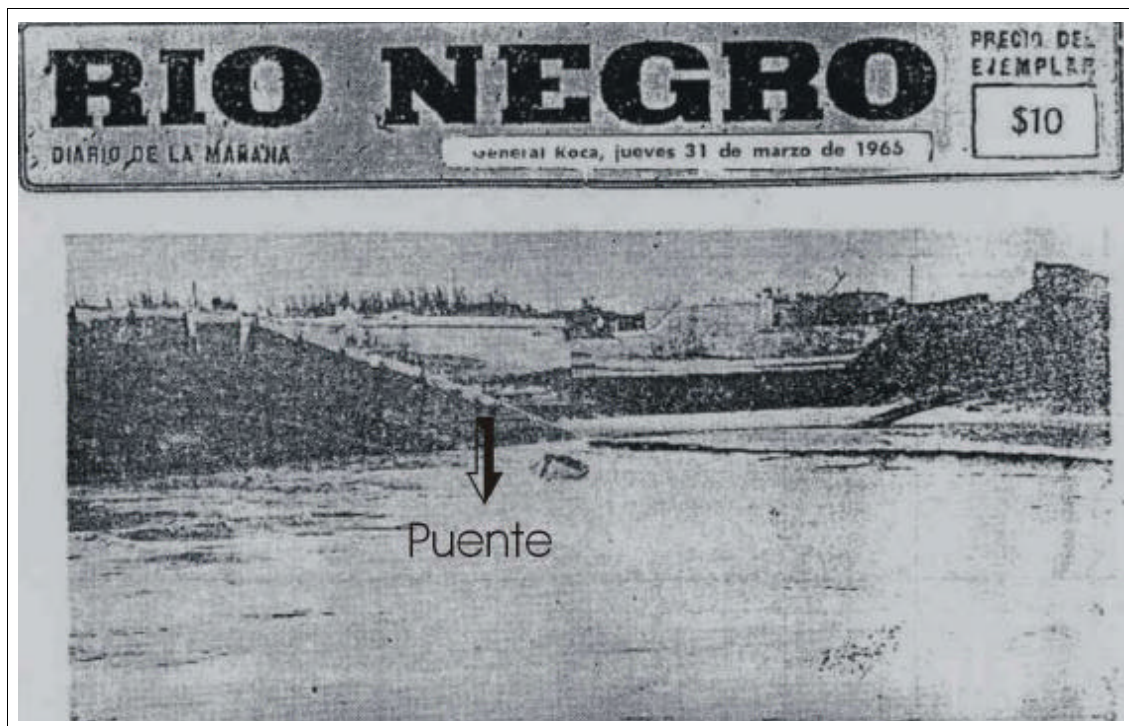 RIO NEGRO
PRECIO DEL
EJEMPLAR
$10
DIARIO DE LA MAÑANA
General Roca, jueves 31 de marzo de 1965
Puente